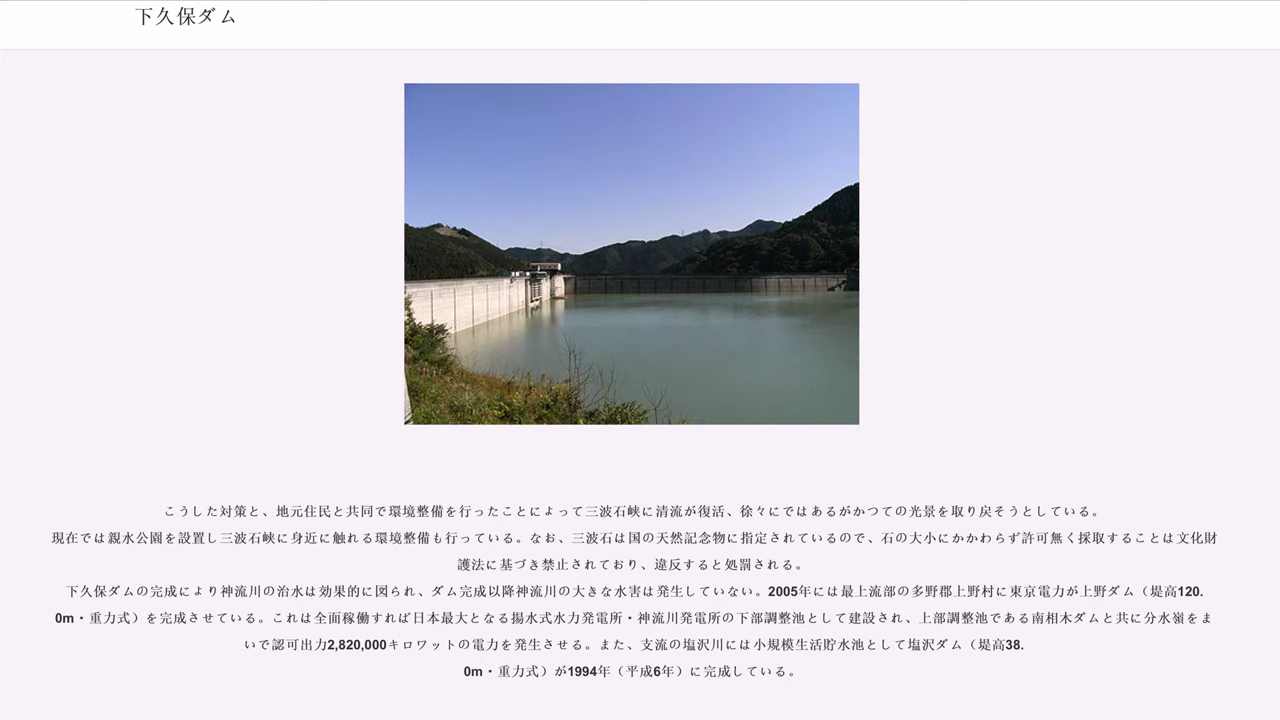 下久保ダム
こうした対策と、地元住民と共同で環境整備を行ったことによって三波石峡に清流が復活、徐々にではあるがかつての光景を取り戻そうとしている。
現在では親水公園を設置し三波石峡に身近に触れる環境整備も行っている。なお、三波石は国の天然記念物に指定されているので、石の大小にかかわらず許可無く採取することは文化財
護法に基づき禁止されており、違反すると処罰される。
下久保ダムの完成により神流川の治水は効果的に図られ、ダム完成以降神流川の大きな水害は発生していない。2005年には最上流部の多野郡上野村に東京電力が上野ダム（堤高120.
0m・重力式）を完成させている。これは全面稼働すれば日本最大となる揚水式水力発電所・神流川発電所の下部調整池として建設され、上部調整池である南相木ダムと共に分水嶺をま
いで認可出力2,820,000キロワットの電力を発生させる。また、支流の塩沢川には小規模生活貯水池として塩沢ダム（堤高38.
0m・重力式）が1994年（平成6年）に完成している。